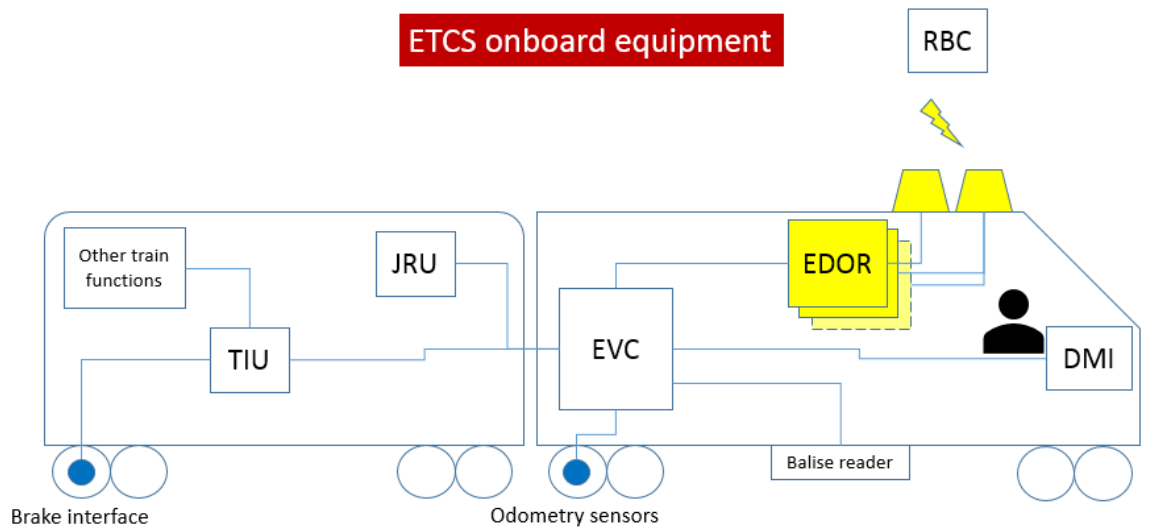 ETCS onboard equipment
RBC
Other train
functions
JRU
EDOR
TIU
EVC
DMI
Balise reader
Brake interface
Odometry sensors